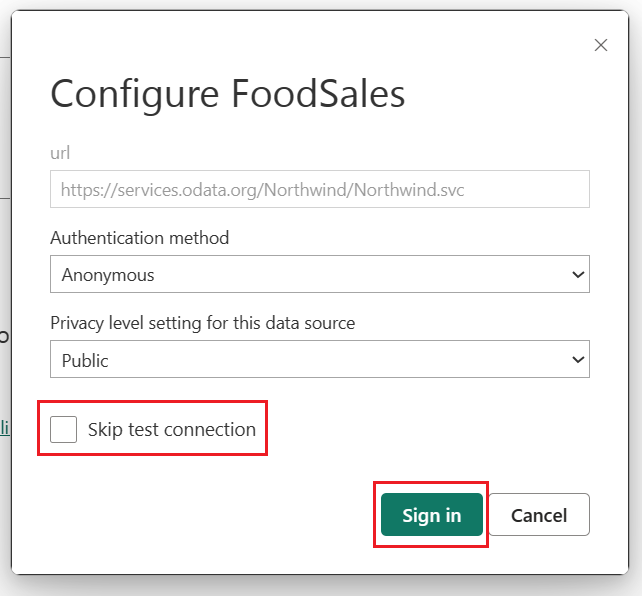 Configure FoodSales
url
https://services.odata.org/Northwind/Northwind.svc
Authentication method
Anonymous
Privacy level setting for this data source
Public
li
Skip test connection
Sign in
Cancel